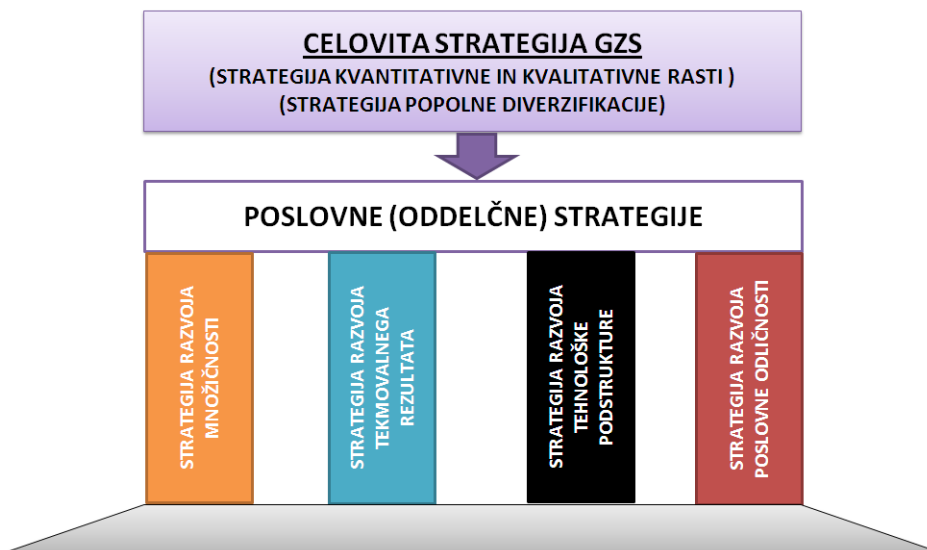 CELOVITA STRATEGIJA GZS
(STRATEGIJA KVANTITATIVNE IN KVALITATIVNE RASTI )
(STRATEGIJA POPOLNE DIVERZIFIKACIJE)
POSLOVNE (ODDELČNE) STRATEGIJE
STRATEGIJA RAZVOJA
MNOŽIČNOSTI
STRATEGIJA RAZVOJA
TEKMOVALNEGA
REZULTATA
STRATEGIJA RAZVOJA
TEHNOLOŠKE
PODSTRUKTURE
STRATEGIJA RAZVOJA
POSLOVNE ODLIČNOSTI